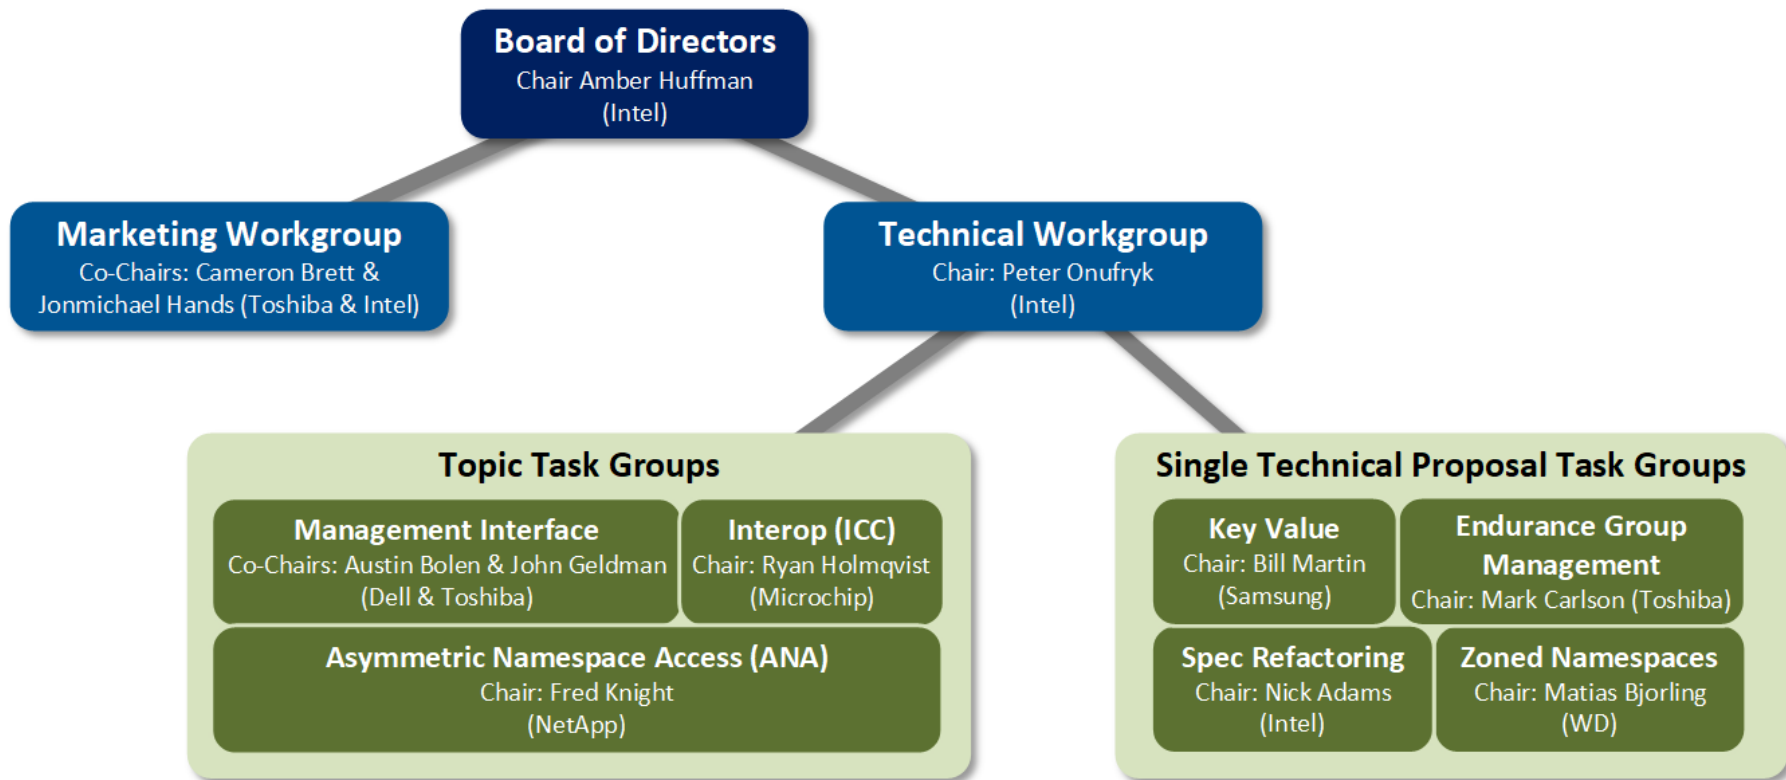 Board of Directors
Chair Amber Huffman
(Intel)
Marketing Workgroup
Co-Chairs: Cameron Brett &
Jonmichael Hands (Toshiba & Intel)
Technical Workgroup
Chair: Peter Onufryk
(Intel)
Topic Task Groups
Management Interface
Co-Chairs: Austin Bolen & John Geldman
(Dell & Toshiba)
Interop (ICC)
Chair: Ryan Holmqvist
(Microchip)
Asymmetric Namespace Access (ANA)
Chair: Fred Knight
(NetApp)
Single Technical Proposal Task Groups
Key Value
Chair: Bill Martin
(Samsung)
Endurance Group
Management
Chair: Mark Carlson (Toshiba)
Spec Refactoring
Chair: Nick Adams
(Intel)
Zoned Namespaces
Chair: Matias Bjorling
(WD)